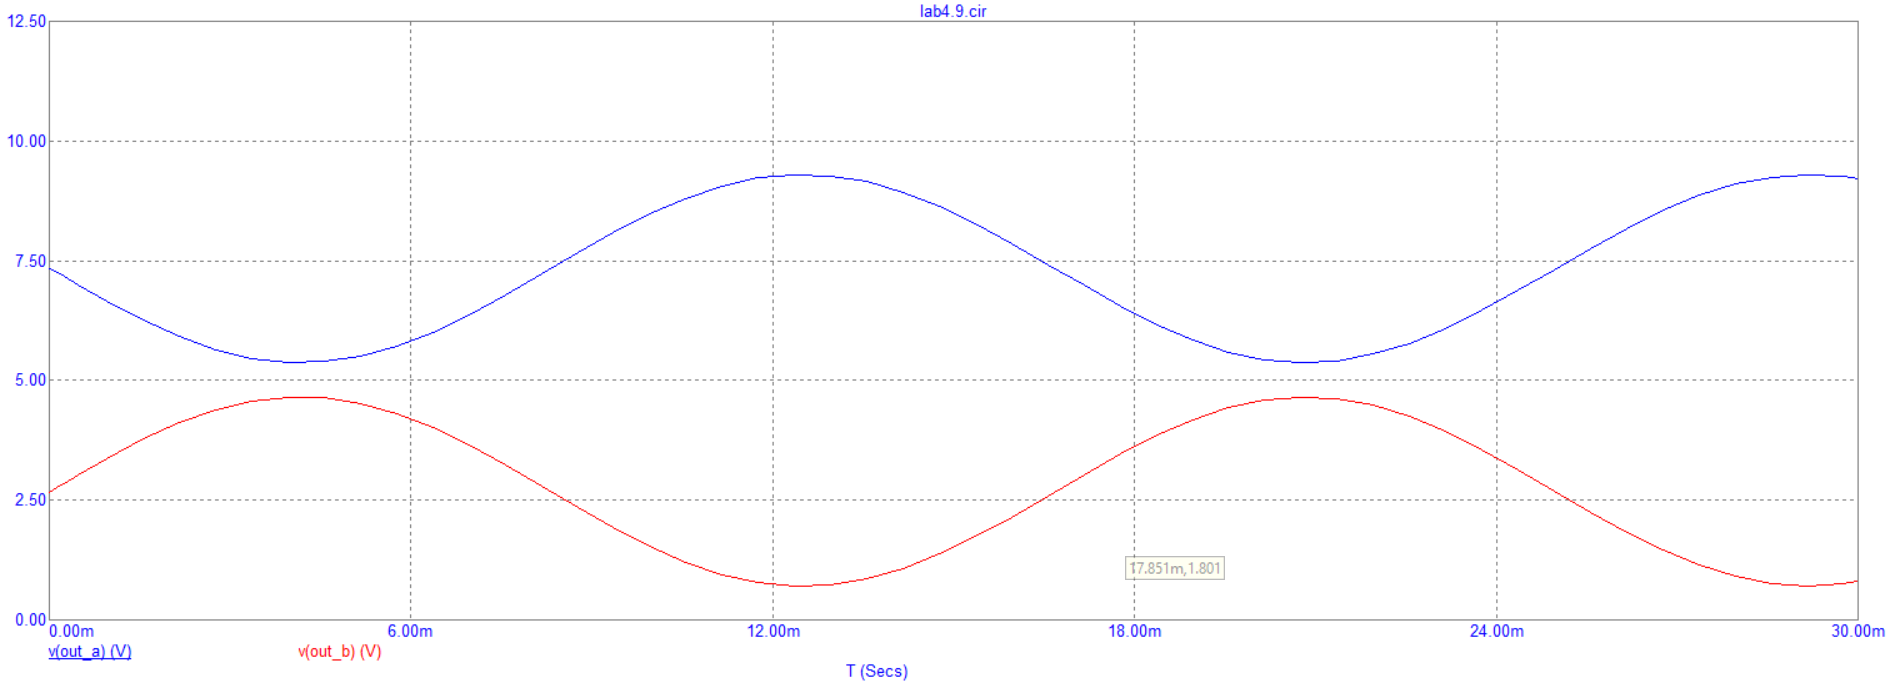 lab4.9.cir
12.50
10.00
7.50
5.00
2.50
0.00
17.851m,1.801
0.00m 6.00m 12.00m 18.00m 24.00m 30.00m
v(out_a) (V) v(out_b) (V)
T (Secs)